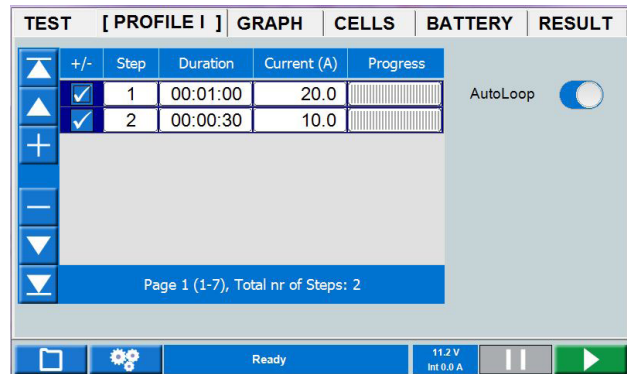 TEST [ PROFILE I ] GRAPH CELLS BATTERY RESULT
+/- Step Duration Current (A) Progress
1 00:01:00 20.0
AutoLoop
2 00:00:30 10.0
Page 1 (1-7), Total nr of Steps: 2
Ready
11.2 V
Int 0.0 A